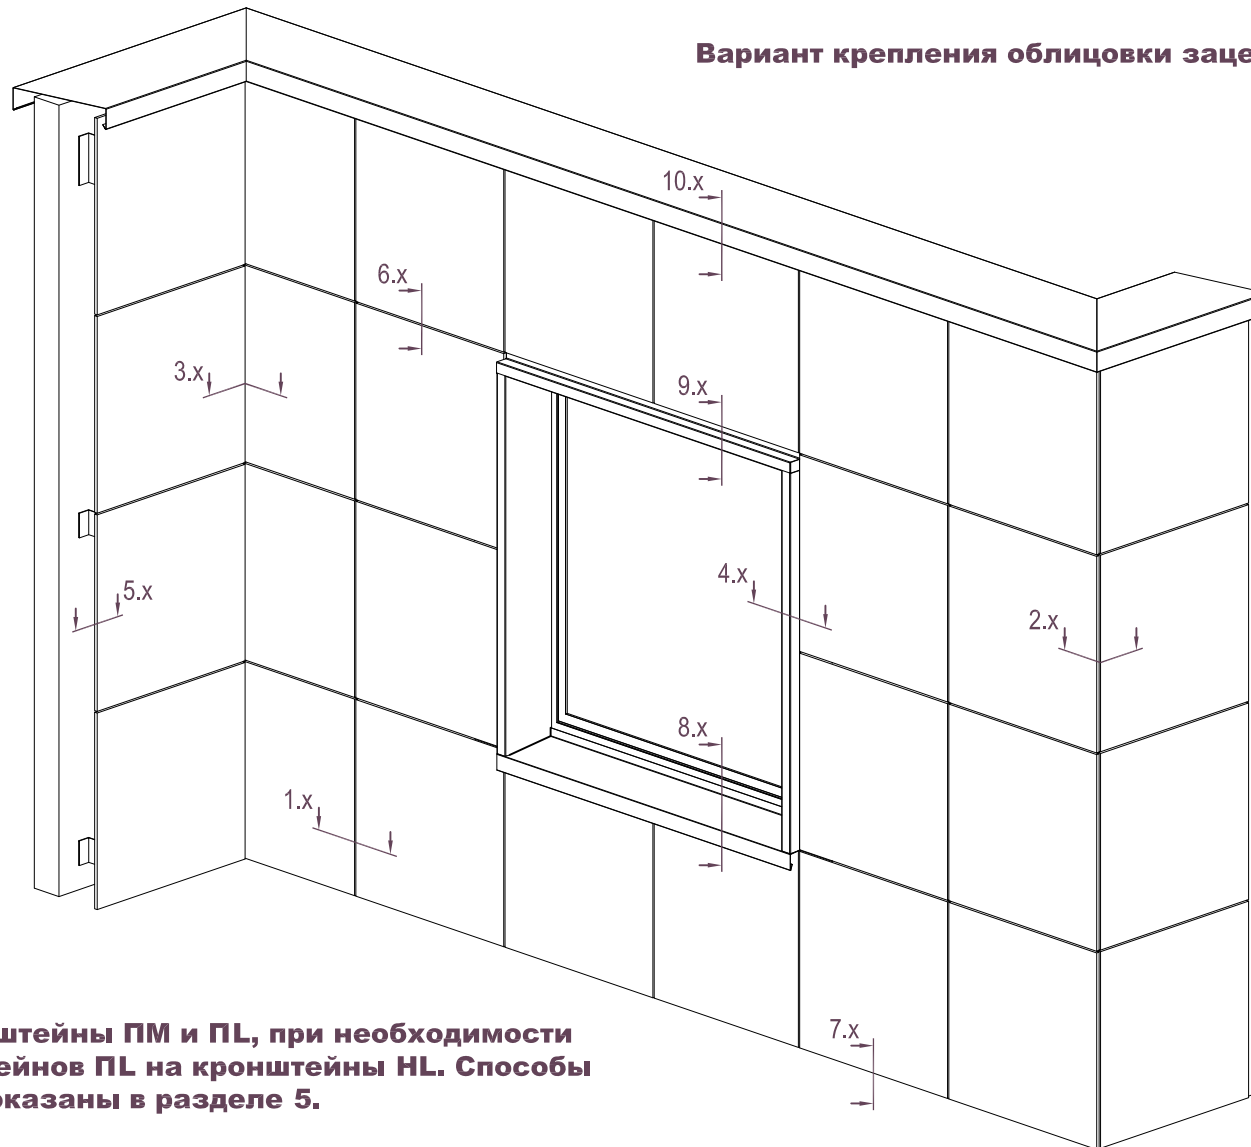 Вариант крепления облицовки заце
10.x
6.x
3.x
9.x
5.x
4.x
2.x
8.x
1.x
7.x
штейны ПМ и ПL, при необходимости
ейнов ПL на кронштейны HL. Способы
оказаны в разделе 5.